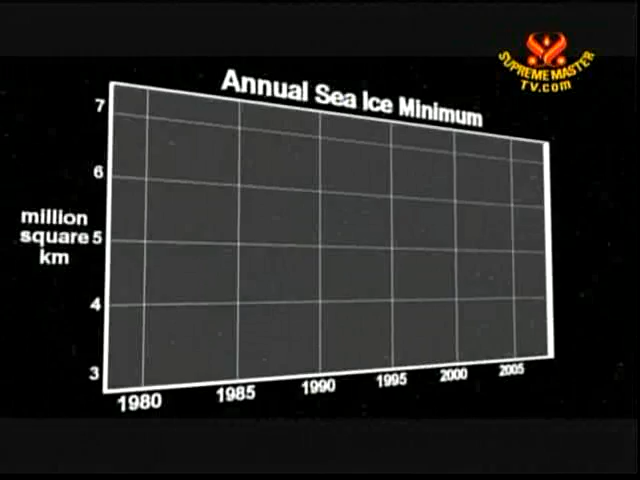 SUPREME MASTER
TV.com
Annual Sea Ice Minimum
7
6
million
square 5
km
4
3
1980 1985 1990 1995 2000 2005